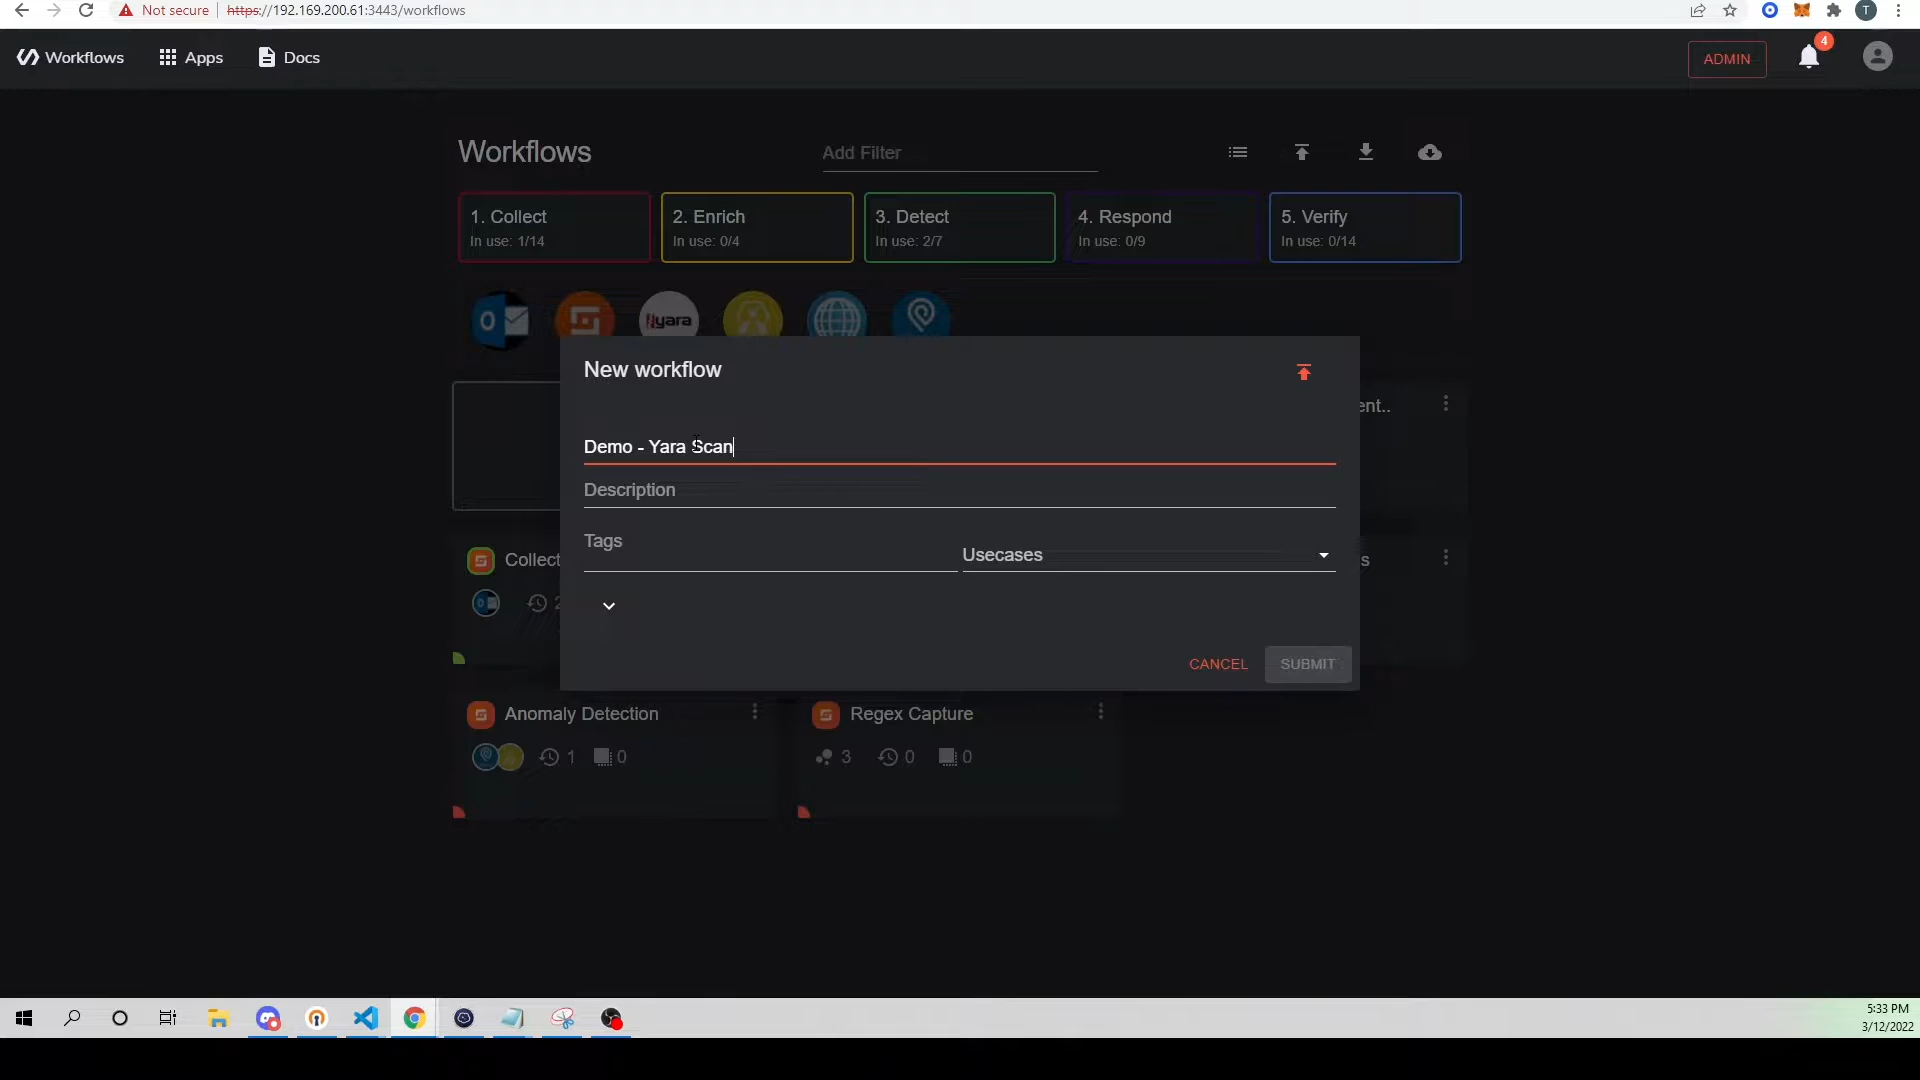 Not secure
https://192.169.200.61:3443/workflows
T
Workflows
Apps
Docs
ADMIN
4
Workflows
Add Filter
1. Collect
In use: 1/14
2. Enrich
In use: 0/4
3. Detect
In use: 2/7
4. Respond
In use: 0/9
5. Verify
In use: 0/14
yara
New workflow
ent..
Demo - Yara Scan
Description
Tags
Usecases
Collect
s
2
CANCEL
SUBMIT
Anomaly Detection
1
0
Regex Capture
3
0
0
5:33 PM
3/12/2022